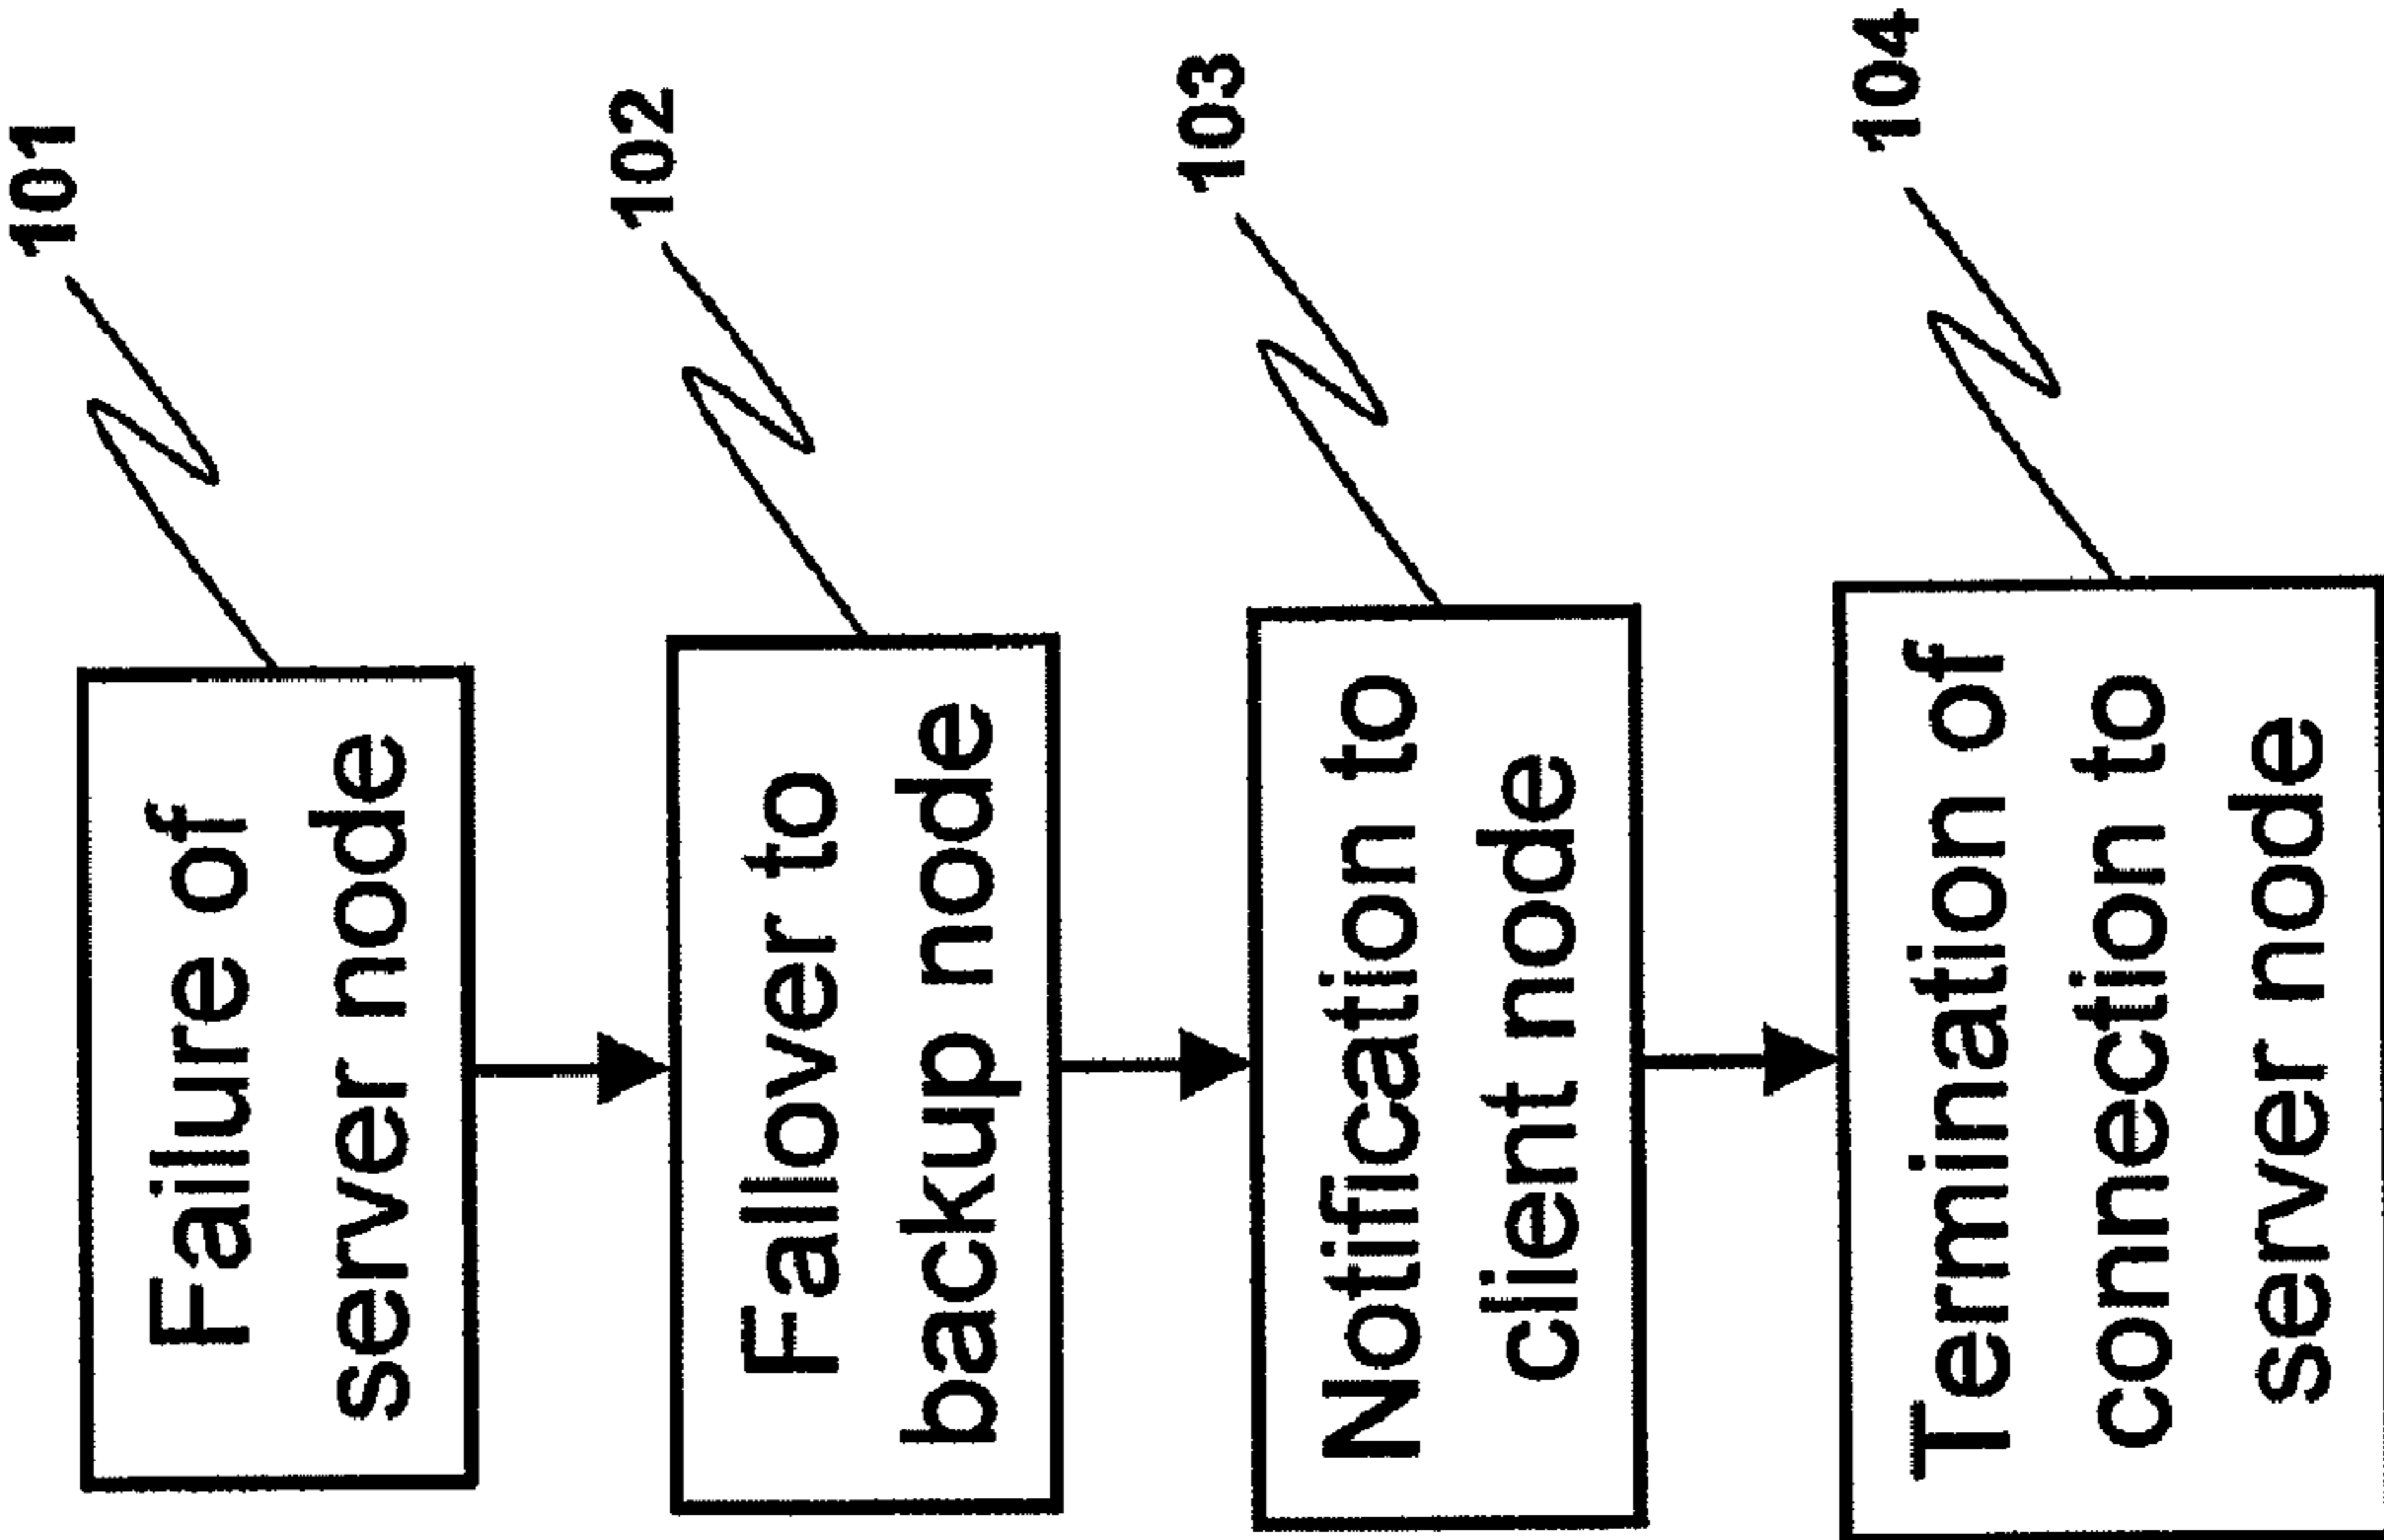 101
Failure of
server node
102
Fallover to
backup node
103
Notification to
client node
104
Termination of
connection to
server node